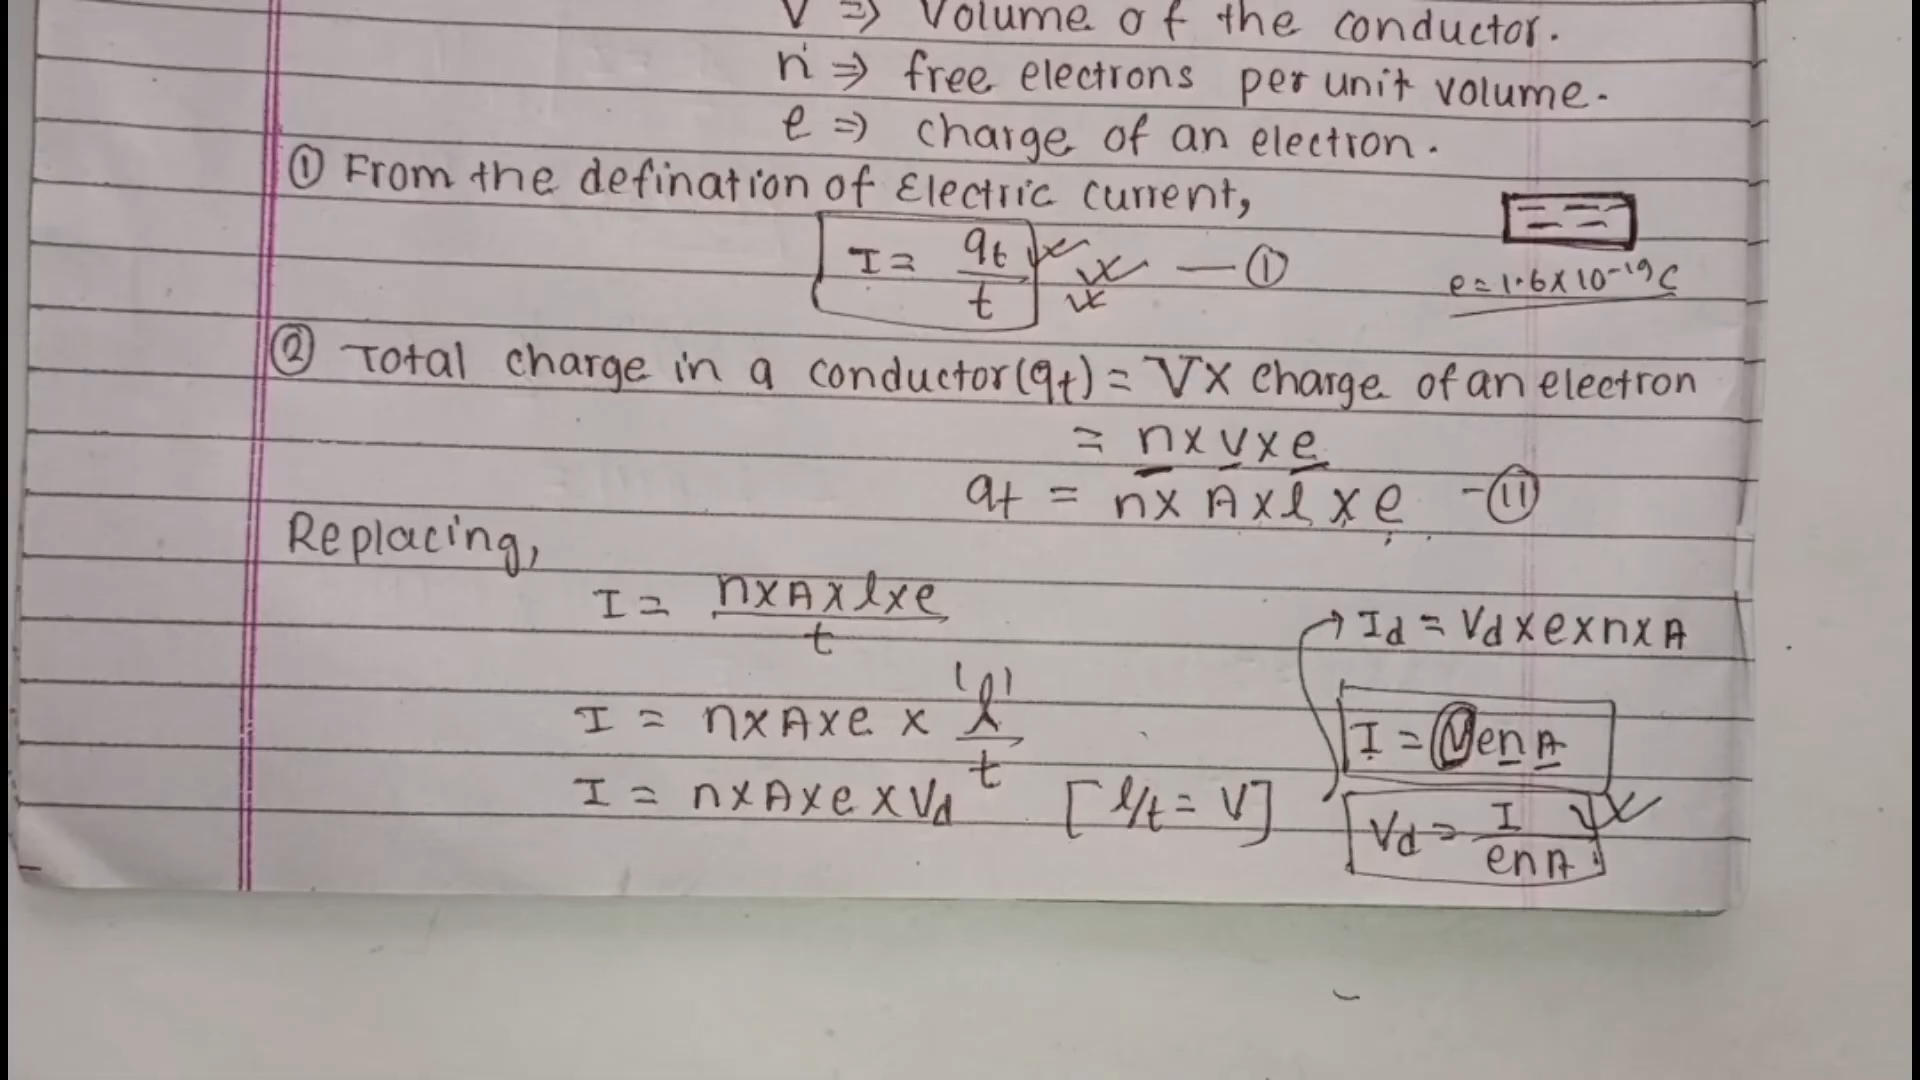 V => Volume of the conductor.
n => free electrons per unit volume.
e => charge of an electron.
① From the defination of Electric current,
I = qt/t — ①
e = 1.6 x 10⁻¹⁹ C
② Total charge in a conductor (qt) = V x charge of an electron
= n x v x e
qt = n x A x l x e - ⑪
Replacing,
I = n x A x l x e / t
Id = Vd x e x n x A
I = n x A x e x 'l' / t
I = VenA
I = n x A x e x Vd [l/t = V]
Vd = I / enA